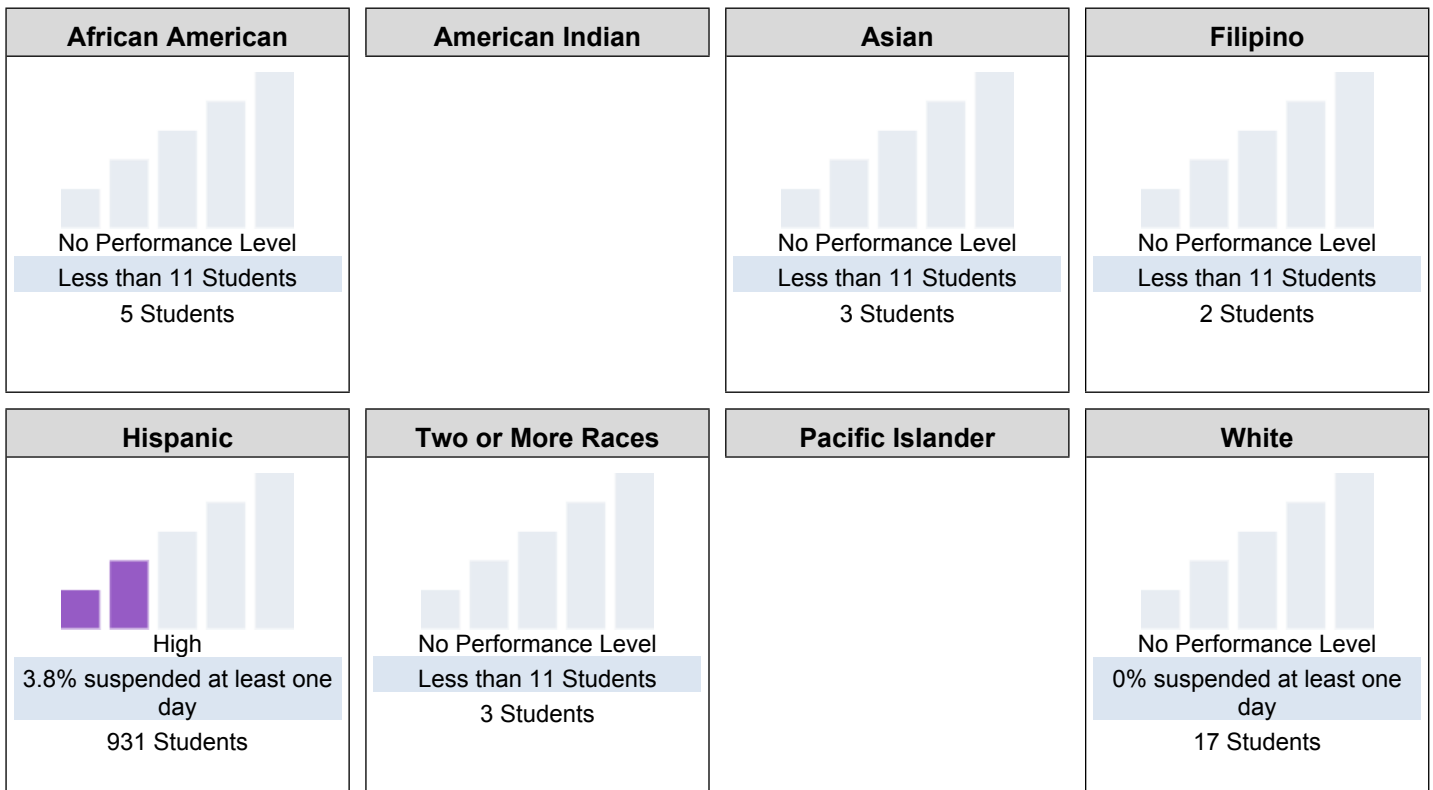 African American
No Performance Level
Less than 11 Students
5 Students
American Indian
Asian
No Performance Level
Less than 11 Students
3 Students
Filipino
No Performance Level
Less than 11 Students
2 Students
Hispanic
High
3.8% suspended at least one
day
931 Students
Two or More Races
No Performance Level
Less than 11 Students
3 Students
Pacific Islander
White
No Performance Level
0% suspended at least one
day
17 Students